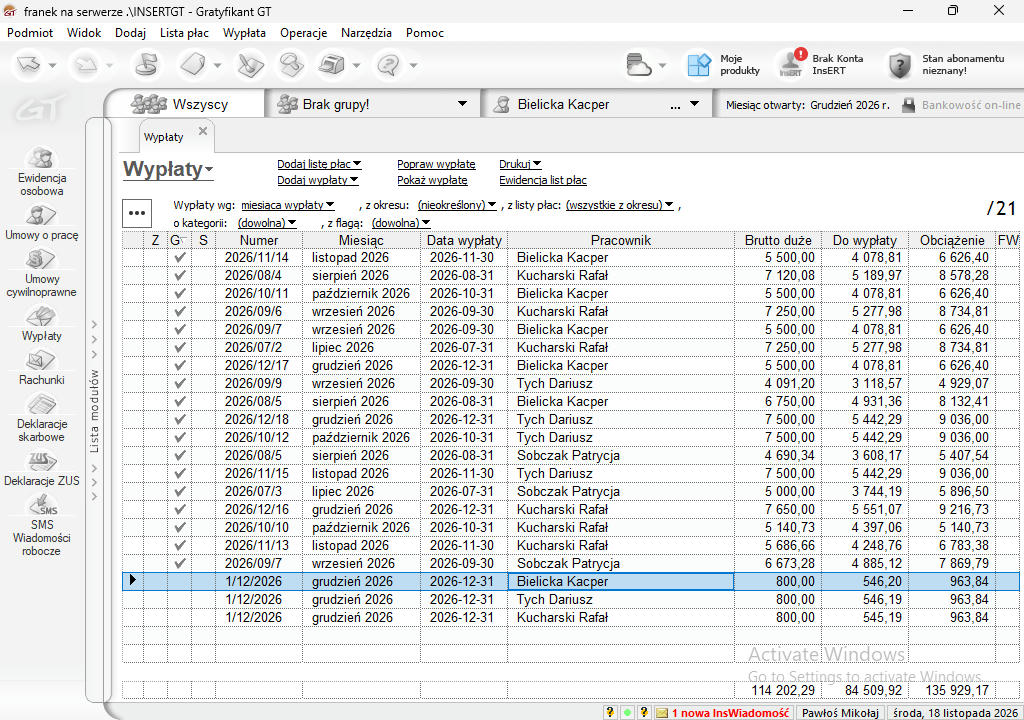 franek na serwerze .\INSERTGT - Gratyfikant GT
Podmiot Widok Dodaj Lista płac Wypłata Operacje Narzędzia Pomoc
Moje produkty
Brak Konta InsERT
Stan abonamentu nieznany!
Wszyscy Brak grupy! Bielicka Kacper ... Miesiąc otwarty: Grudzień 2026 r. Bankowość on-line
GT
Ewidencja
osobowa
Umowy o pracę
Umowy
cywilnoprawne
Wypłaty
Rachunki
Deklaracje
skarbowe
Deklaracje ZUS
SMS
Wiadomości
robocze
Lista modułów
Wypłaty
Wypłaty
Dodaj listę płac Popraw wypłatę Drukuj
Dodaj wypłaty Pokaż wypłatę Ewidencja list płac
Wypłaty wg: miesiąca wypłaty , z okresu: (nieokreślony) , z listy płac: (wszystkie z okresu) ,
o kategorii: (dowolna) , z flagą: (dowolna)
/21
Z G S Numer Miesiąc Data wypłaty Pracownik Brutto duże Do wypłaty Obciążenie FW
2026/11/14 listopad 2026 2026-11-30 Bielicka Kacper 5 500,00 4 078,81 6 626,40
2026/08/4 sierpień 2026 2026-08-31 Kucharski Rafał 7 120,08 5 189,97 8 578,28
2026/10/11 październik 2026 2026-10-31 Bielicka Kacper 5 500,00 4 078,81 6 626,40
2026/09/6 wrzesień 2026 2026-09-30 Kucharski Rafał 7 250,00 5 277,98 8 734,81
2026/09/7 wrzesień 2026 2026-09-30 Bielicka Kacper 5 500,00 4 078,81 6 626,40
2026/07/2 lipiec 2026 2026-07-31 Kucharski Rafał 7 250,00 5 277,98 8 734,81
2026/12/17 grudzień 2026 2026-12-31 Bielicka Kacper 5 500,00 4 078,81 6 626,40
2026/09/9 wrzesień 2026 2026-09-30 Tych Dariusz 4 091,20 3 118,57 4 929,07
2026/08/5 sierpień 2026 2026-08-31 Bielicka Kacper 6 750,00 4 931,36 8 132,41
2026/12/18 grudzień 2026 2026-12-31 Tych Dariusz 7 500,00 5 442,29 9 036,00
2026/10/12 październik 2026 2026-10-31 Tych Dariusz 7 500,00 5 442,29 9 036,00
2026/08/5 sierpień 2026 2026-08-31 Sobczak Patrycja 4 690,34 3 608,17 5 407,54
2026/11/15 listopad 2026 2026-11-30 Tych Dariusz 7 500,00 5 442,29 9 036,00
2026/07/3 lipiec 2026 2026-07-31 Sobczak Patrycja 5 000,00 3 744,19 5 896,50
2026/12/16 grudzień 2026 2026-12-31 Kucharski Rafał 7 650,00 5 551,07 9 216,73
2026/10/10 październik 2026 2026-10-31 Kucharski Rafał 5 140,73 4 397,06 5 140,73
2026/11/13 listopad 2026 2026-11-30 Kucharski Rafał 5 686,66 4 248,76 6 783,38
2026/09/7 wrzesień 2026 2026-09-30 Sobczak Patrycja 6 673,28 4 885,12 7 869,79
1/12/2026 grudzień 2026 2026-12-31 Bielicka Kacper 800,00 546,20 963,84
1/12/2026 grudzień 2026 2026-12-31 Tych Dariusz 800,00 546,19 963,84
1/12/2026 grudzień 2026 2026-12-31 Kucharski Rafał 800,00 545,19 963,84
Activate Windows
Go to Settings to activate Windows.
114 202,29 84 509,92 135 929,17
1 nowa InsWiadomość Pawłoś Mikołaj środa, 18 listopada 2026